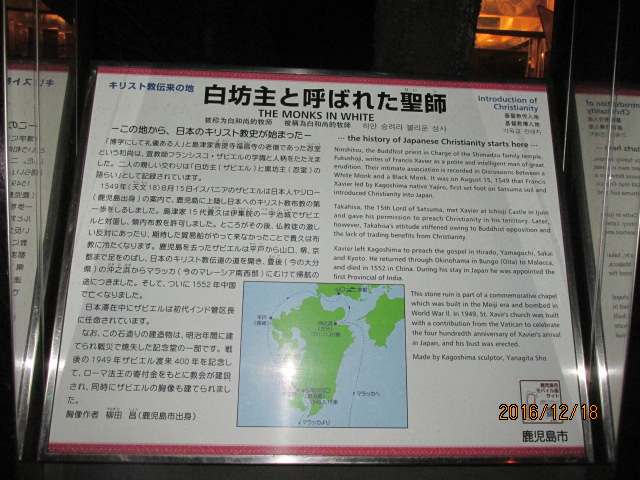 キリスト教伝来の地
白坊主と呼ばれた聖師
THE MONKS IN WHITE
被称为白和尚的牧师 被稱為白和尚的牧師 하얀 승려라 불리운 성사
Introduction of
Christianity
基督教传入地
基督教傳入地
기독교 전래지
ーこの地から、日本のキリスト教史が始まったー
「博学にして礼儀ある人」と島津家菩提寺福昌寺の老僧であった忍室
という和尚は、宣教師フランシスコ・ザビエルの学識と人柄をたたえま
した。二人の親しい交わりは「白坊主(ザビエル)と黒坊主(忍室)の
語らい」として記録されています。
1549年(天文18)8月15日イスパニアのザビエルは日本人ヤジロー
(鹿児島出身)の案内で、鹿児島に上陸し日本へのキリスト教布教の第
一歩をしるしました。島津家15代貴久は伊集院の一宇治城でザビエ
ルと対面し、領内布教を許可しました。ところがその後、仏教徒の激し
い反対にあったり、期待した貿易船がやって来なかったことで貴久は布
教に冷たくなります。鹿児島を去ったザビエルは平戸から山口、堺、京
都まで足をのばし、日本のキリスト教伝道の道を開き、豊後(今の大分
県)の沖之浜からマラッカ(今のマレーシア南西部)にむけて帰航の
途につきました。そして、ついに1552年中国
で亡くなりました。
日本滞在中にザビエルは初代インド管区長
に任命されています。
なお、この石造りの建造物は、明治年間に建
てられ戦災で焼失した記念堂の一部です。戦
後の1949年ザビエル渡来400年を記念し
て、ローマ法王の寄付金をもとに教会が建設
され、同時にザビエルの胸像も建てられまし
た。
胸像作者 柳田 昌(鹿児島市出身)
... the history of Japanese Christianity starts here ...
Ninshitsu, the Buddhist priest in Charge of the Shimadzu family temple,
Fukushoji, writes of Francis Xavier as a polite and intelligent man of great
erudition. Their intimate association is recorded in Discussions Between a
White Monk and a Black Monk. It was on August 15, 1549 that Francis
Xavier led by Kagoshima native Yajiro, first set foot on Satsuma soil and
introduced Christianity into Japan.
Takahisa, the 15th Lord of Satsuma, met Xavier at Ichiuji Castle in Ijuin
and gave his permission to preach Christianity in his territory. Later,
however, Takahisa's attitude stiffened owing to Buddhist opposition and
the lack of trading benefits from Christianity.
Xavier left Kagoshima to preach the gospel in Hirado, Yamaguchi, Sakai
and Kyoto. He returned through Okinohama in Bungo (Oita) to Malacca,
and died in 1552 in China. During his stay in Japan he was appointed the
first Provincial of India.
This stone ruin is part of a commemorative chapel
which was built in the Meiji era and bombed in
World War II. In 1949, St. Xavir's church was built
with a contribution from the Vatican to celebrate
the four hundredth anniversary of Xavier's arrival
in Japan, and his bust was erected.
Made by Kagoshima sculptor, Yanagita Sho.
平戸
(長崎)
山口
沖之浜
(大分)
マラッカへ
マラッカより
鹿児島市
モバイル版
サイト
鹿児島市
2016/12/18